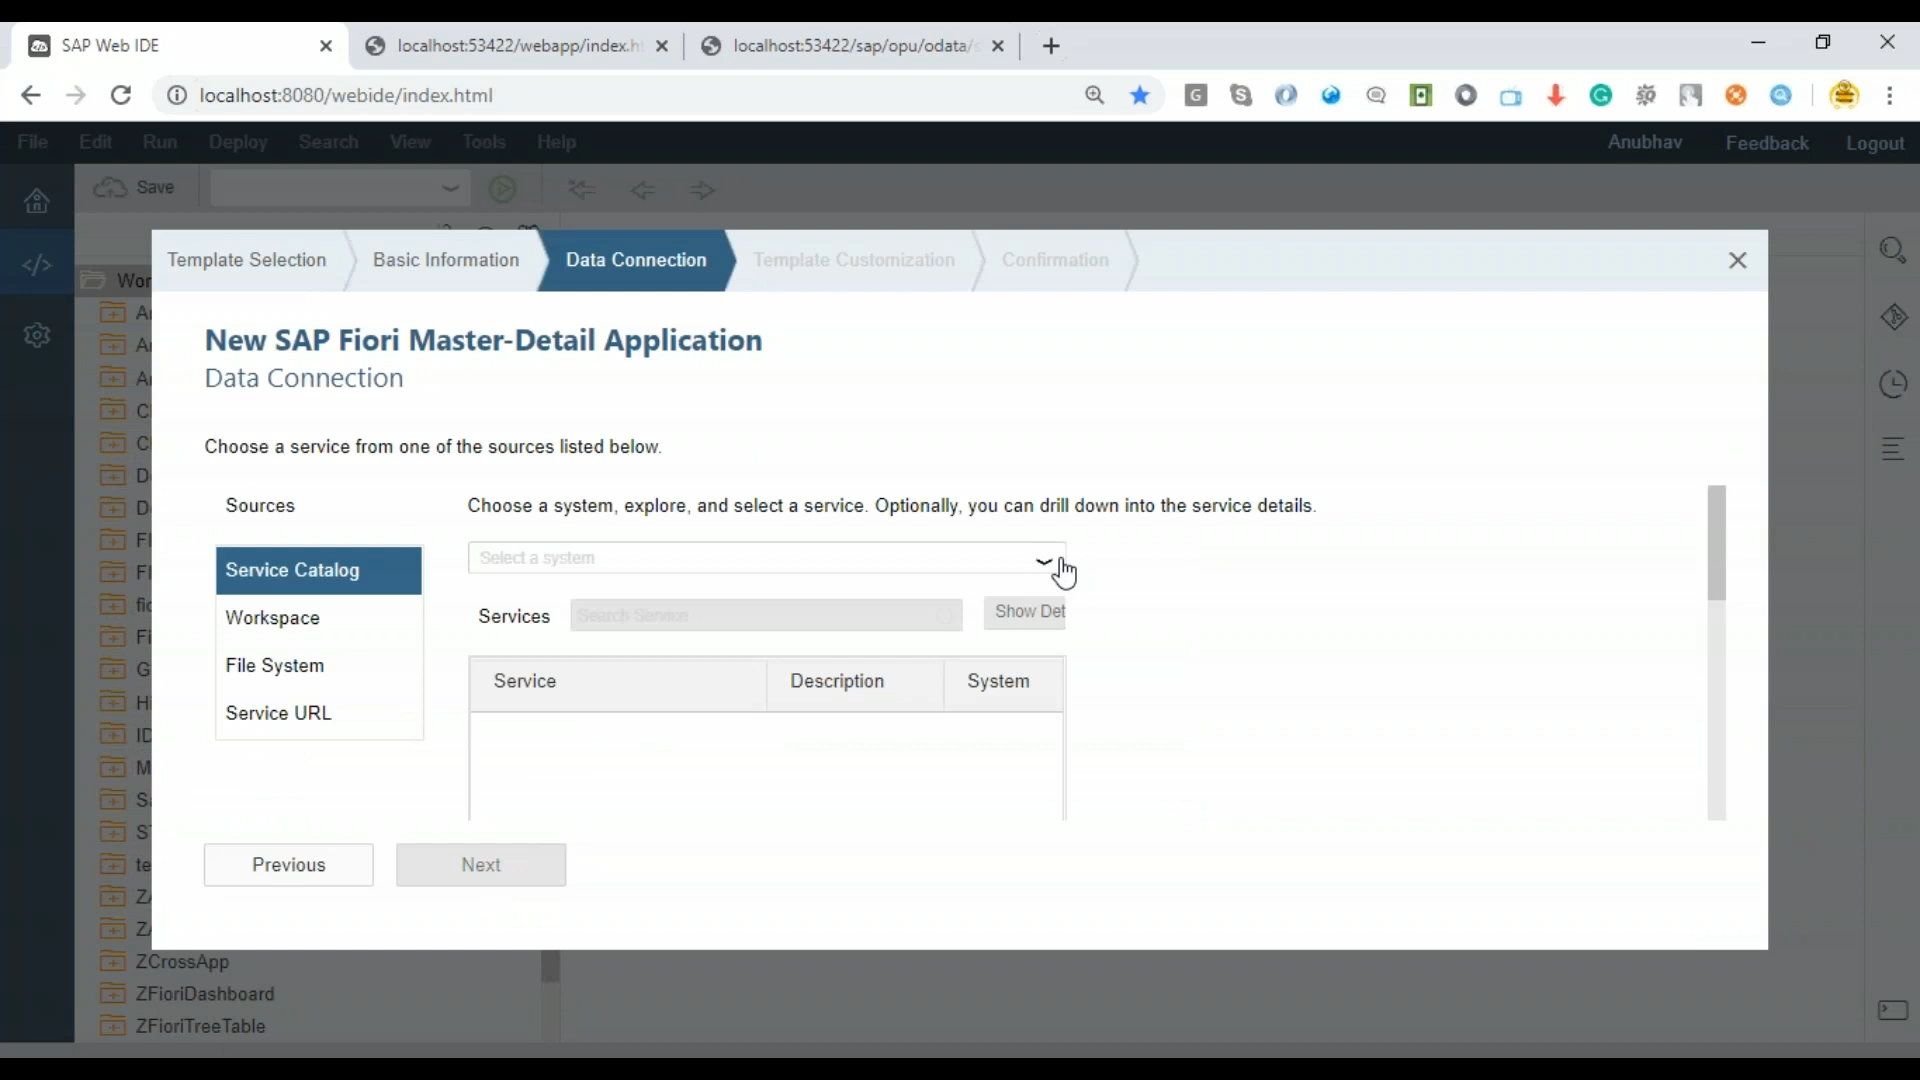 SAP Web IDE
localhost:53422/webapp/index.h
localhost:53422/sap/opu/odata/
localhost:8080/webide/index.html
File Edit Run Deploy Search View Tools Help
Anubhav Feedback Logout
Save
Template Selection Basic Information Data Connection Template Customization Confirmation
New SAP Fiori Master-Detail Application
Data Connection
Choose a service from one of the sources listed below.
Sources
Choose a system, explore, and select a service. Optionally, you can drill down into the service details.
Service Catalog
Workspace
File System
Service URL
Select a system
Services Search Service Show Det
Service Description System
Previous Next
ZCrossApp
ZFioriDashboard
ZFioriTreeTable